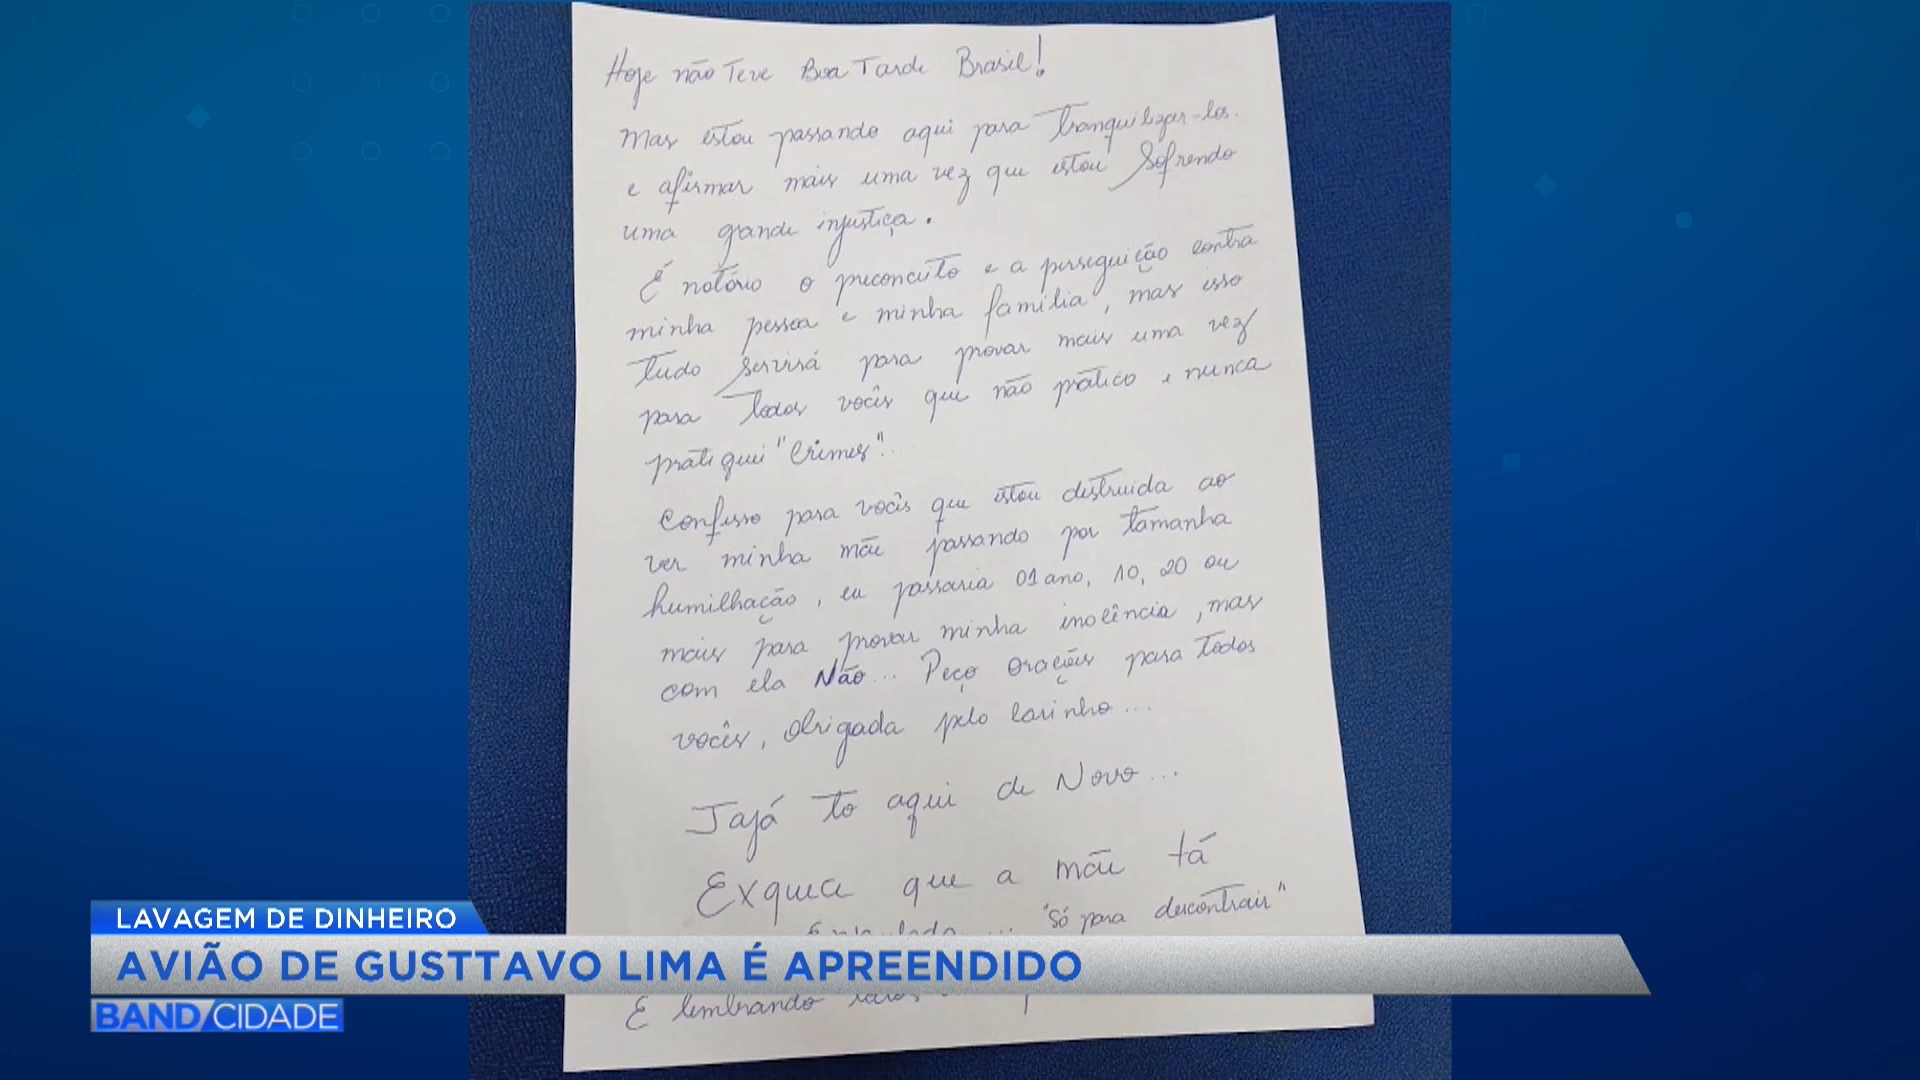 Hoje não Teve Boa Tarde Brasil!
Mas estou passando aqui para Tranquilizar-los.
e afirmar mais uma vez que estou Sofrendo
uma grande injustiça.
É notório o preconceito e a perseguição contra
minha pessoa e minha família, mas isso
tudo servirá para provar mais uma vez
para todos vocês que não prático e nunca
pratiquei "Crimes"...
Confesso para vocês que estou destruida ao
ver minha mãe passando por tamanha
humilhação, eu passaria 01 ano, 10, 20 ou
mais para provar minha inocência, mas
com ela Não... Peço orações para todos
vocês, Obrigada pelo Carinho...
Jajá to aqui de Novo...
Exquece que a mãe tá
... "Só para descontrair"
E lembrando
LAVAGEM DE DINHEIRO
AVIÃO DE GUSTTAVO LIMA É APREENDIDO
BAND/CIDADE